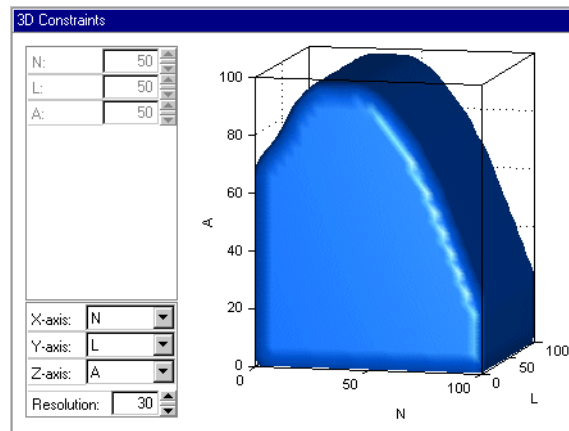 3D Constraints
N: 50
L: 50
A: 50
X-axis: N
Y-axis: L
Z-axis: A
Resolution: 30
100
80
60
40
20
0
A
0 50 100
N
0 50 100
L